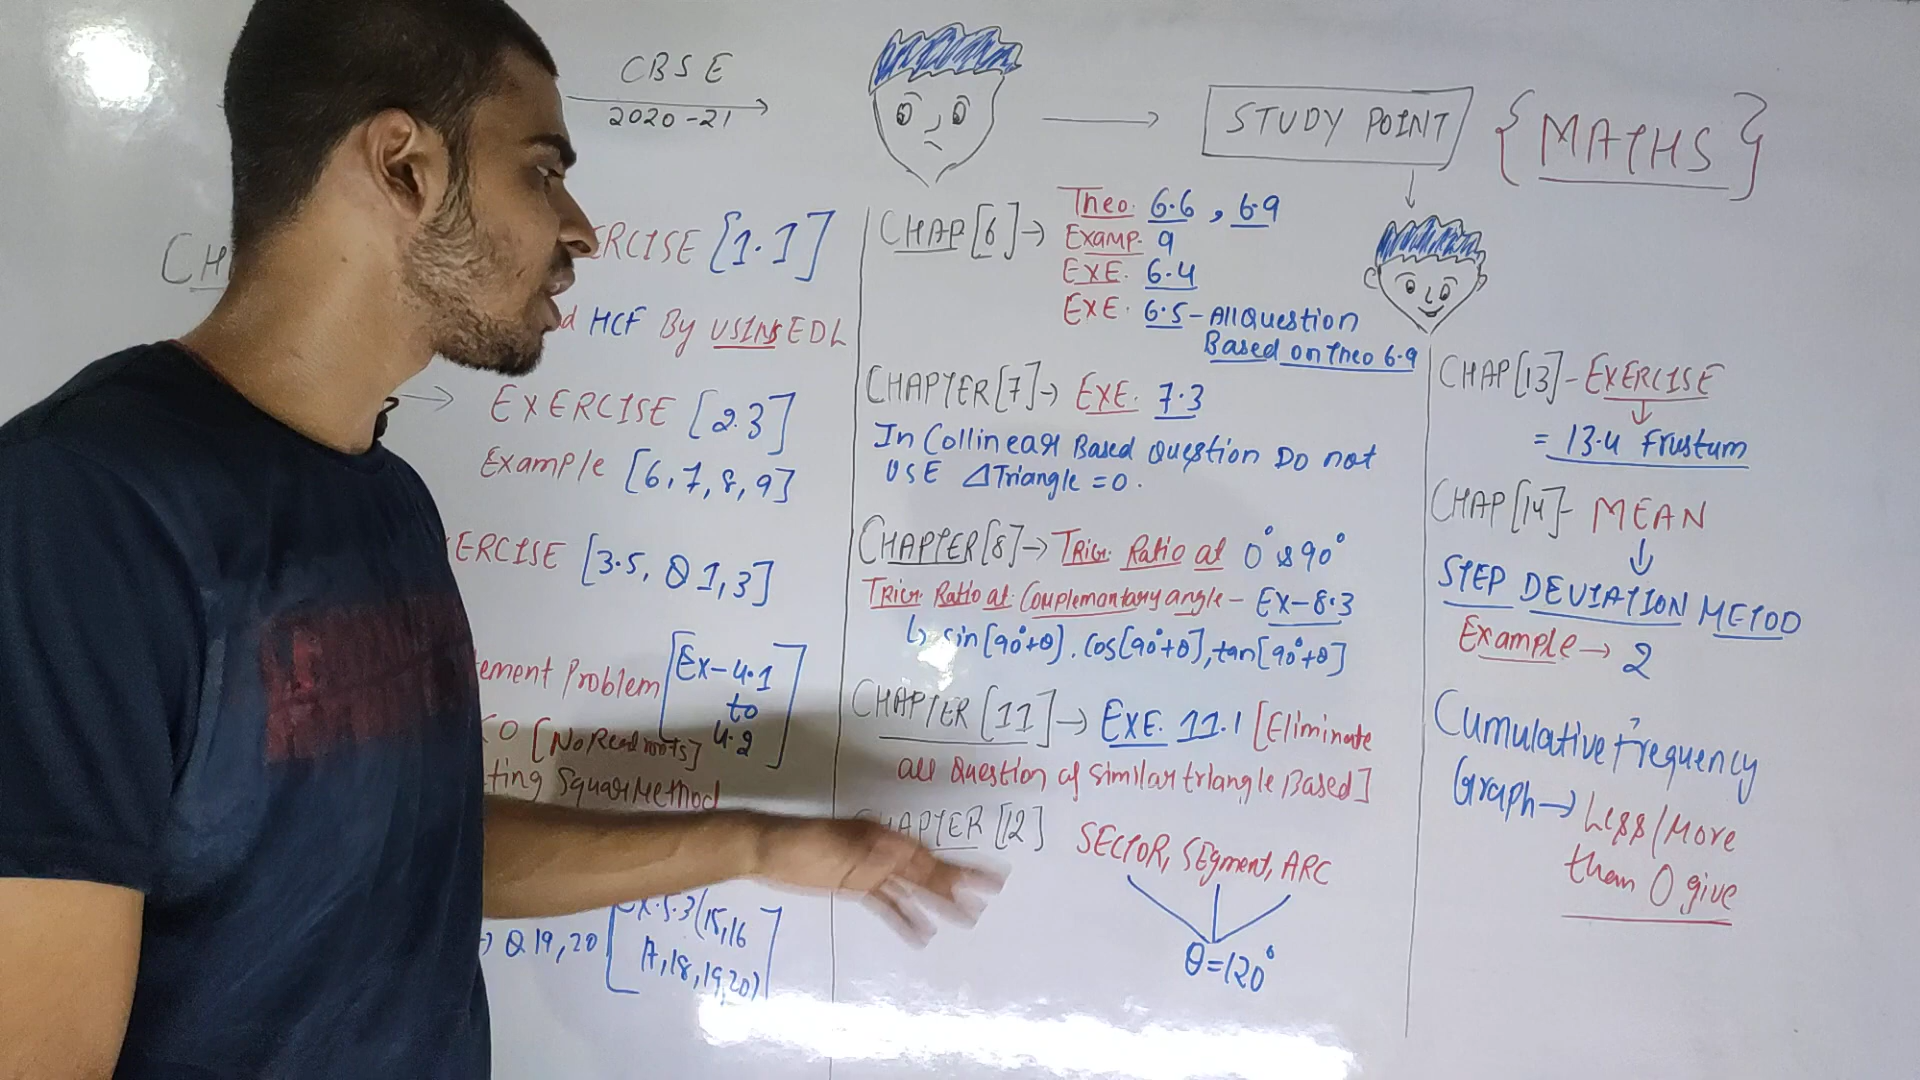 CBSE
2020-21
STUDY POINT
{MATHS}
CH
ERCISE [1.1]
d HCF By USING EDL
→ EXERCISE [2.3]
Example [6,7,8,9]
ERCISE [3.5, Q 1,3]
ement Problem [Ex-4.1
to
4.2]
[No Real roots]
ting Squar Method
Ex.5.3(15,16
→ Q19,20
17,18,19,20)]
CHAP[6]→ Theo. 6.6, 6.9
EXAMP. 9
EXE. 6.4
EXE. 6.5-All Question
Based on Theo 6.9
CHAPTER[7]→ EXE. 7.3
In Collinear Based Question Do not
USE ⊿Triangle=0.
CHAPTER[8]→ Trig. Ratio at 0° & 90°
Trig. Ratio at Complementary angle- Ex-8.3
↳ sin[90°+θ]. Cos[90°+θ], tan[90°+θ]
CHAPTER[11]→ EXE. 11.1 [Eliminate
all Question of similar triangle Based]
CHAPTER[12] SECTOR, SEgment, ARC
θ=120°
CHAP[13]-EXERCISE
= 13.4 Frustum
CHAP[14]- MEAN
STEP DEVIATION METOD
Example→ 2
Cumulative Frequency
Graph→ Less/More
than O give